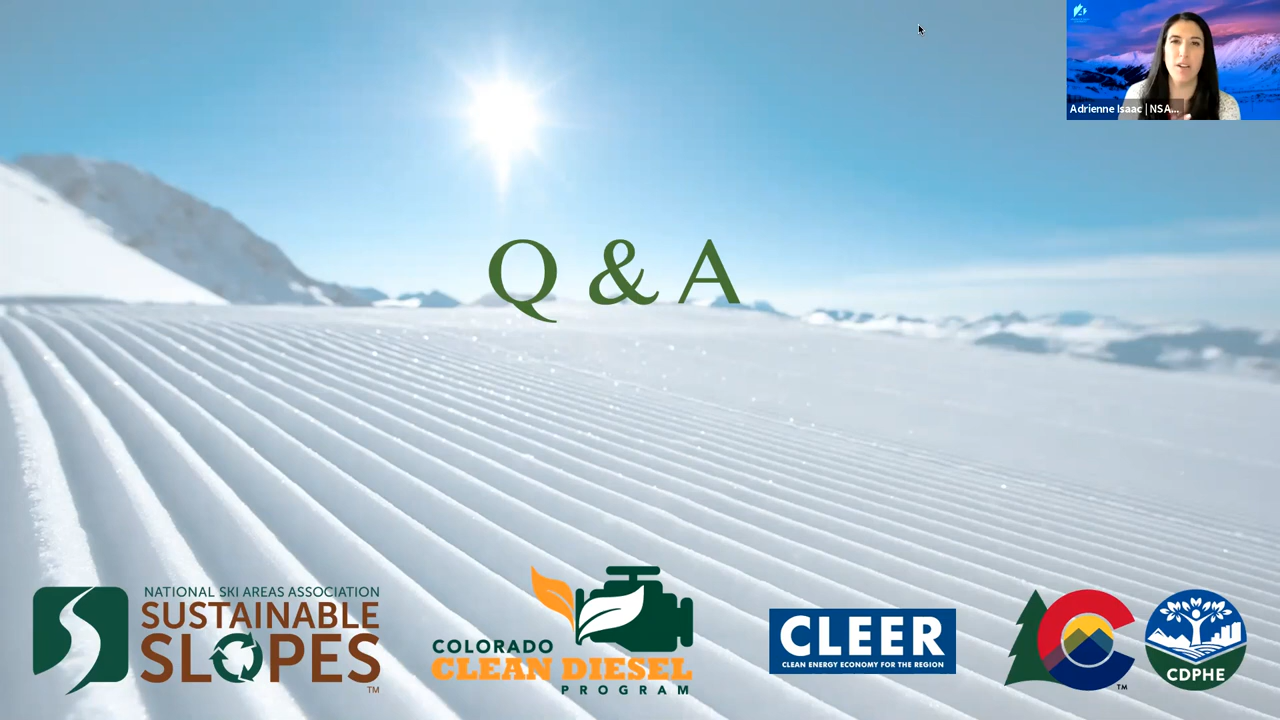 Adrienne Isaac | NSA...
Q & A
NATIONAL SKI AREAS ASSOCIATION
SUSTAINABLE
SLOPES
TM
COLORADO
CLEAN DIESEL
PROGRAM
CLEER
CLEAN ENERGY ECONOMY FOR THE REGION
TM
CDPHE